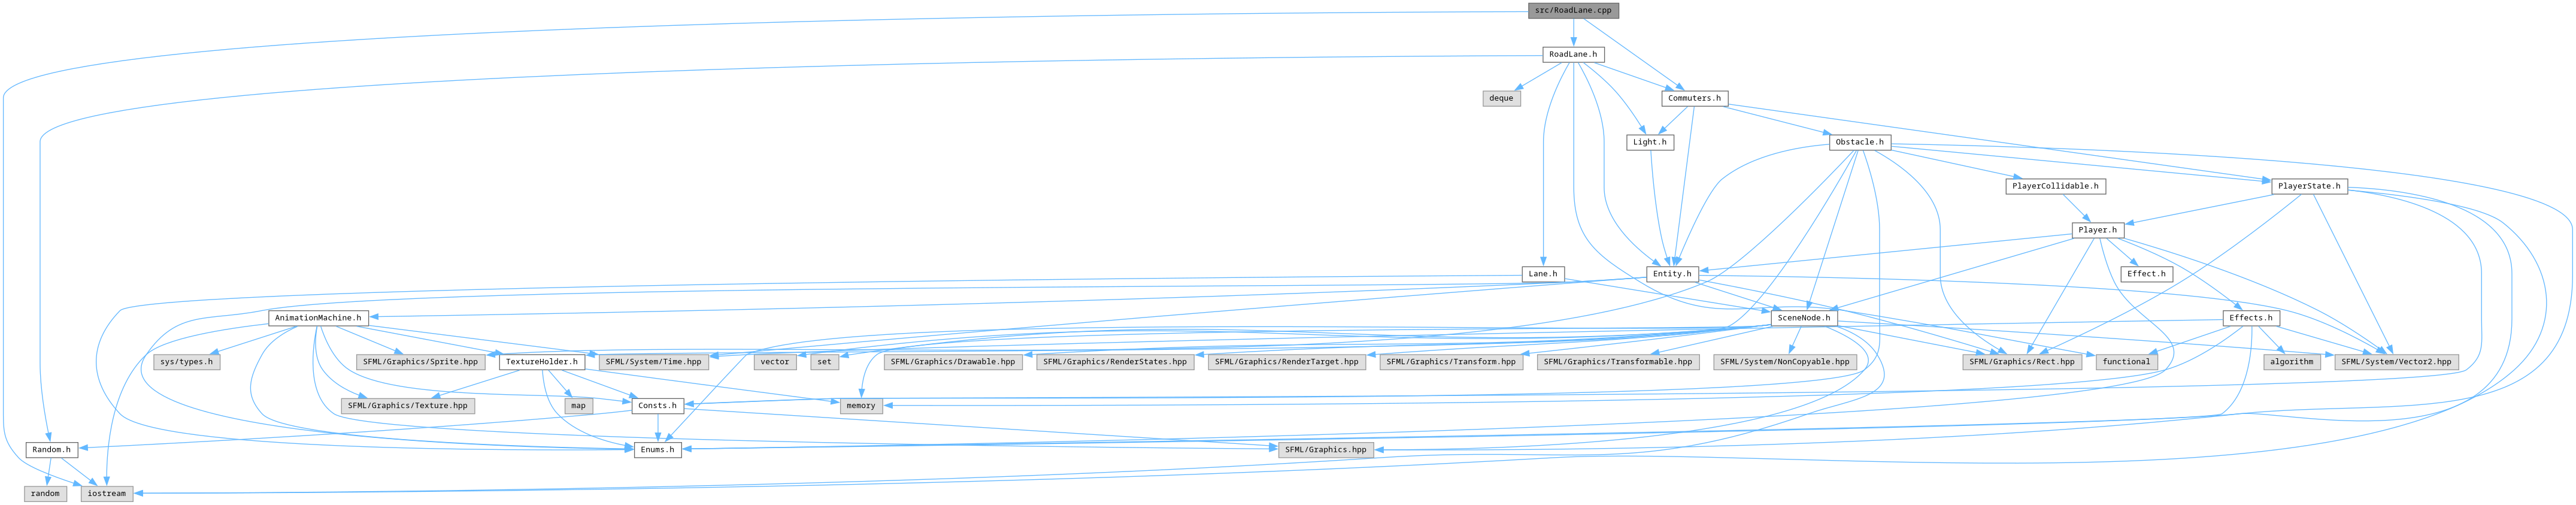 src/RoadLane.cpp
RoadLane.h
deque
Commuters.h
Light.h
Obstacle.h
PlayerCollidable.h
PlayerState.h
Player.h
Lane.h
Entity.h
Effect.h
AnimationMachine.h
SceneNode.h
Effects.h
sys/types.h
SFML/Graphics/Sprite.hpp
TextureHolder.h
SFML/System/Time.hpp
vector
set
SFML/Graphics/Drawable.hpp
SFML/Graphics/RenderStates.hpp
SFML/Graphics/RenderTarget.hpp
SFML/Graphics/Transform.hpp
SFML/Graphics/Transformable.hpp
SFML/System/NonCopyable.hpp
SFML/Graphics/Rect.hpp
functional
algorithm
SFML/System/Vector2.hpp
SFML/Graphics/Texture.hpp
map
Consts.h
memory
Random.h
Enums.h
SFML/Graphics.hpp
random
iostream